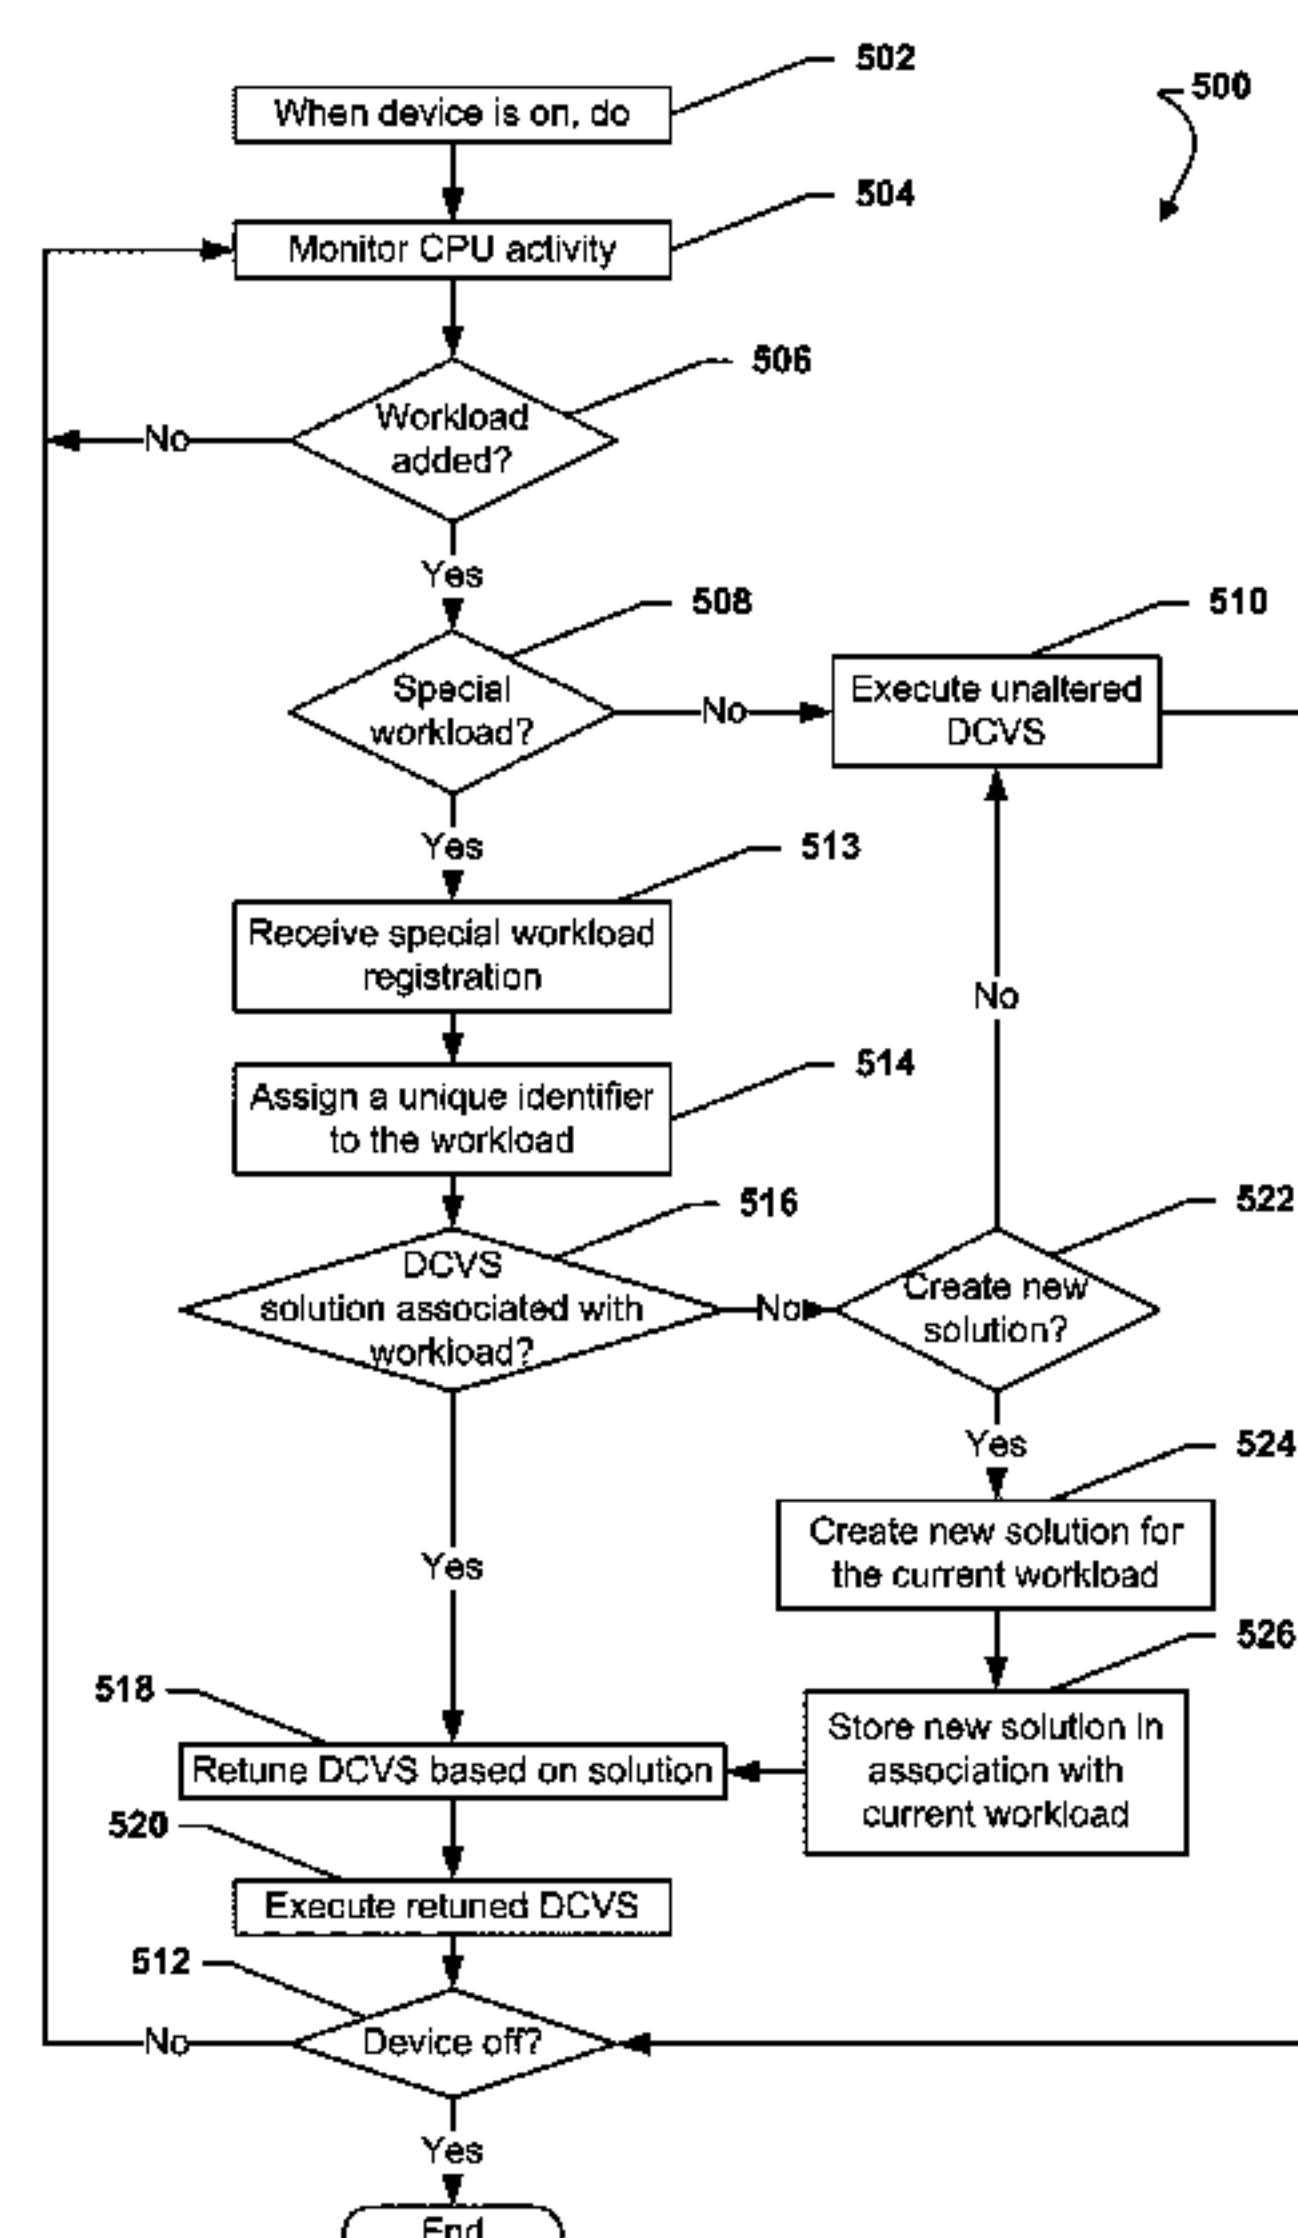 502
500
When device is on, do
504
Monitor CPU activity
506
Workload
added?
No
Yes
508
510
Special
workload?
No
Execute unaltered
DCVS
Yes
513
Receive special workload
registration
No
514
Assign a unique identifier
to the workload
516
522
DCVS
solution associated with
workload?
No
Create new
solution?
Yes
524
Create new solution for
the current workload
Yes
526
518
Store new solution in
association with
current workload
Retune DCVS based on solution
520
Execute retuned DCVS
512
Device off?
No
Yes
End